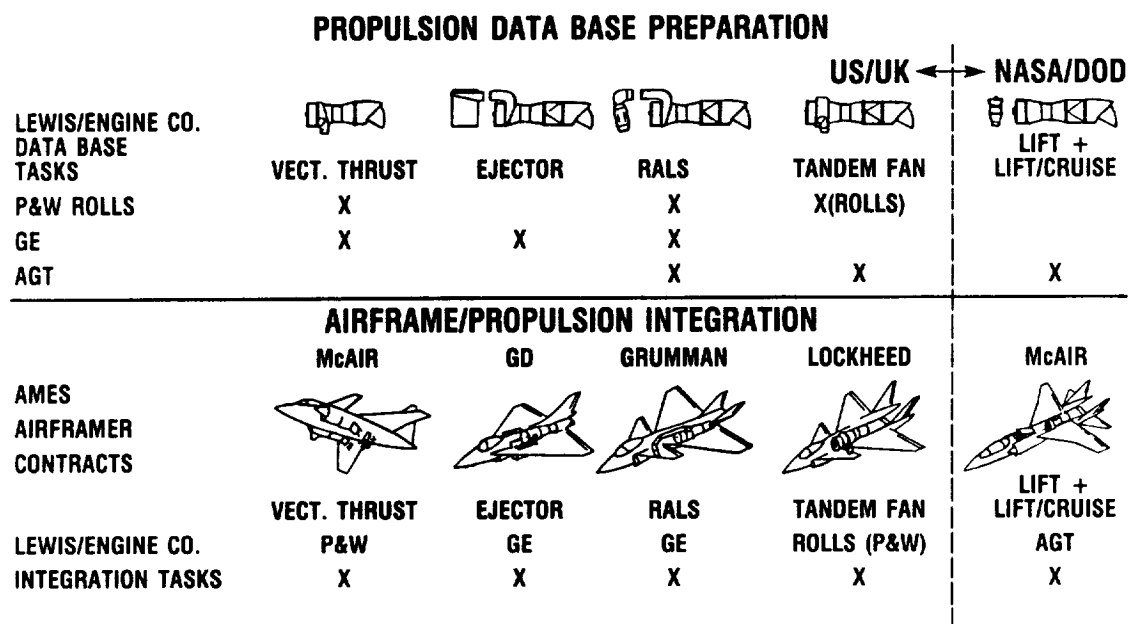 PROPULSION DATA BASE PREPARATION
US/UK NASA/DOD
LEWIS/ENGINE CO.
DATA BASE LIFT +
TASKS VECT. THRUST EJECTOR RALS TANDEM FAN LIFT/CRUISE
P&W ROLLS X X X(ROLLS)
GE X X X
AGT X X X
AIRFRAME/PROPULSION INTEGRATION
McAIR GD GRUMMAN LOCKHEED McAIR
AMES
AIRFRAMER
CONTRACTS
LIFT +
VECT. THRUST EJECTOR RALS TANDEM FAN LIFT/CRUISE
LEWIS/ENGINE CO. P&W GE GE ROLLS (P&W) AGT
INTEGRATION TASKS X X X X X